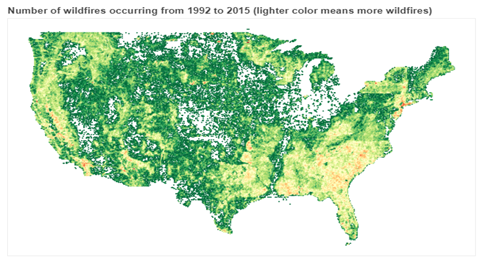 Number of wildfires occurring from 1992 to 2015 (lighter color means more wildfires)